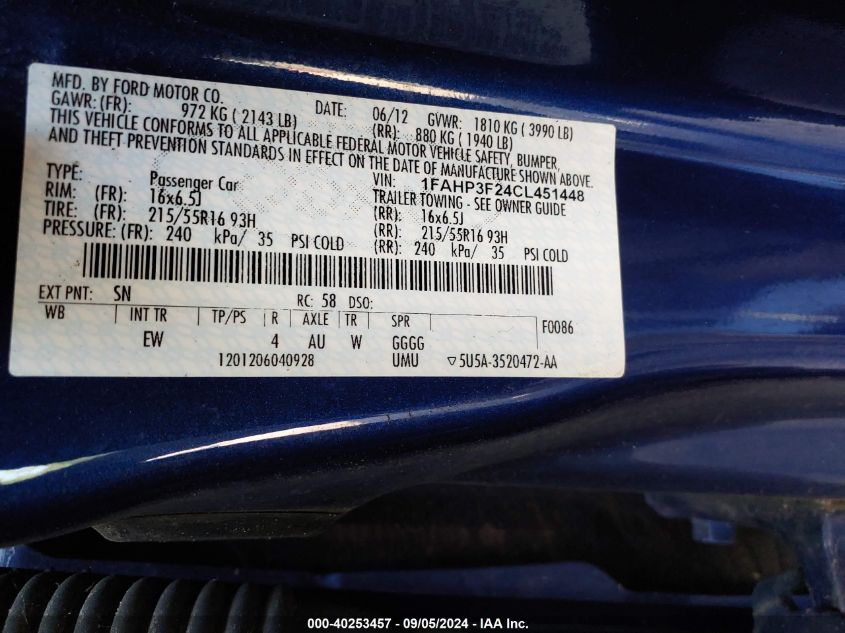 MFD. BY FORD MOTOR CO. DATE: 06/12 GVWR: 1810 KG ( 3990 LB)
GAWR: (FR): 972 KG ( 2143 LB) (RR): 880 KG ( 1940 LB)
THIS VEHICLE CONFORMS TO ALL APPLICABLE FEDERAL MOTOR VEHICLE SAFETY, BUMPER,
AND THEFT PREVENTION STANDARDS IN EFFECT ON THE DATE OF MANUFACTURE SHOWN ABOVE.
VIN: 1FAHP3F24CL451448
TYPE: Passenger Car TRAILER TOWING - SEE OWNER GUIDE
RIM: (FR): 16x6.5J (RR): 16x6.5J
TIRE: (FR): 215/55R16 93H (RR): 215/55R16 93H
PRESSURE: (FR): 240 kPa/ 35 PSI COLD (RR): 240 kPa/ 35 PSI COLD
EXT PNT: SN RC: 58 DSO:
WB INT TR TP/PS R AXLE TR SPR F0086
EW 4 AU W GGGG
1201206040928 UMU ▽5U5A-3520472-AA
000-40253457 - 09/05/2024 - IAA Inc.